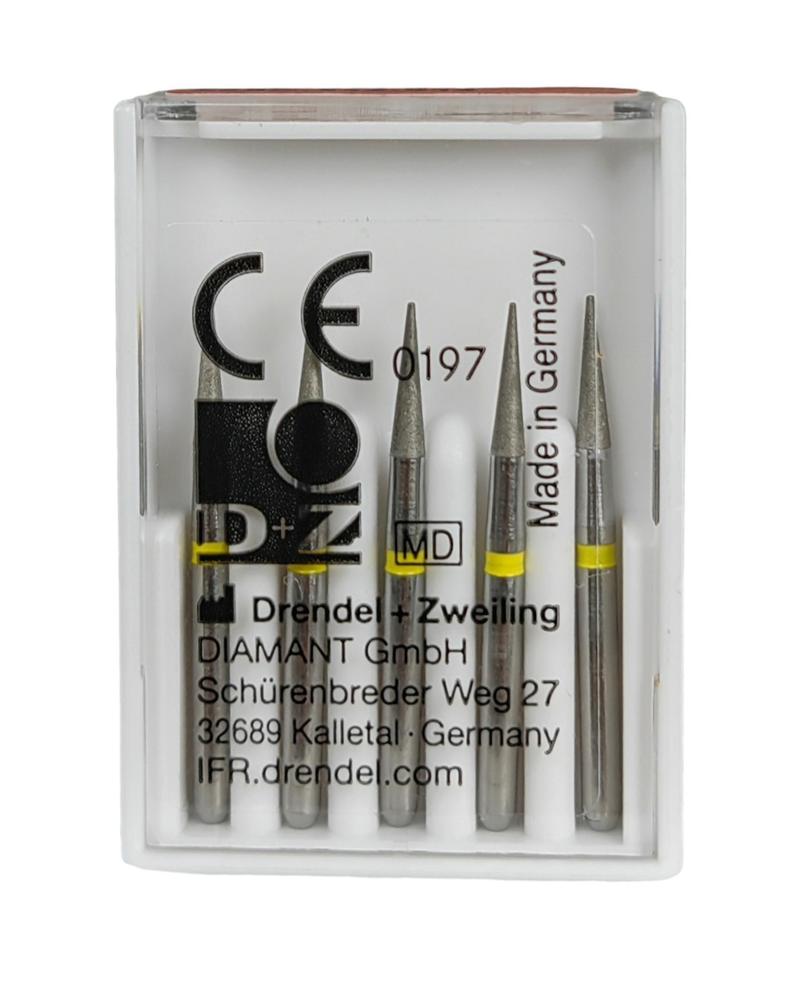 CE 0197
Made in Germany
D+Z
MD
Drendel + Zweiling
DIAMANT GmbH
Schürenbreder Weg 27
32689 Kalletal · Germany
IFR.drendel.com